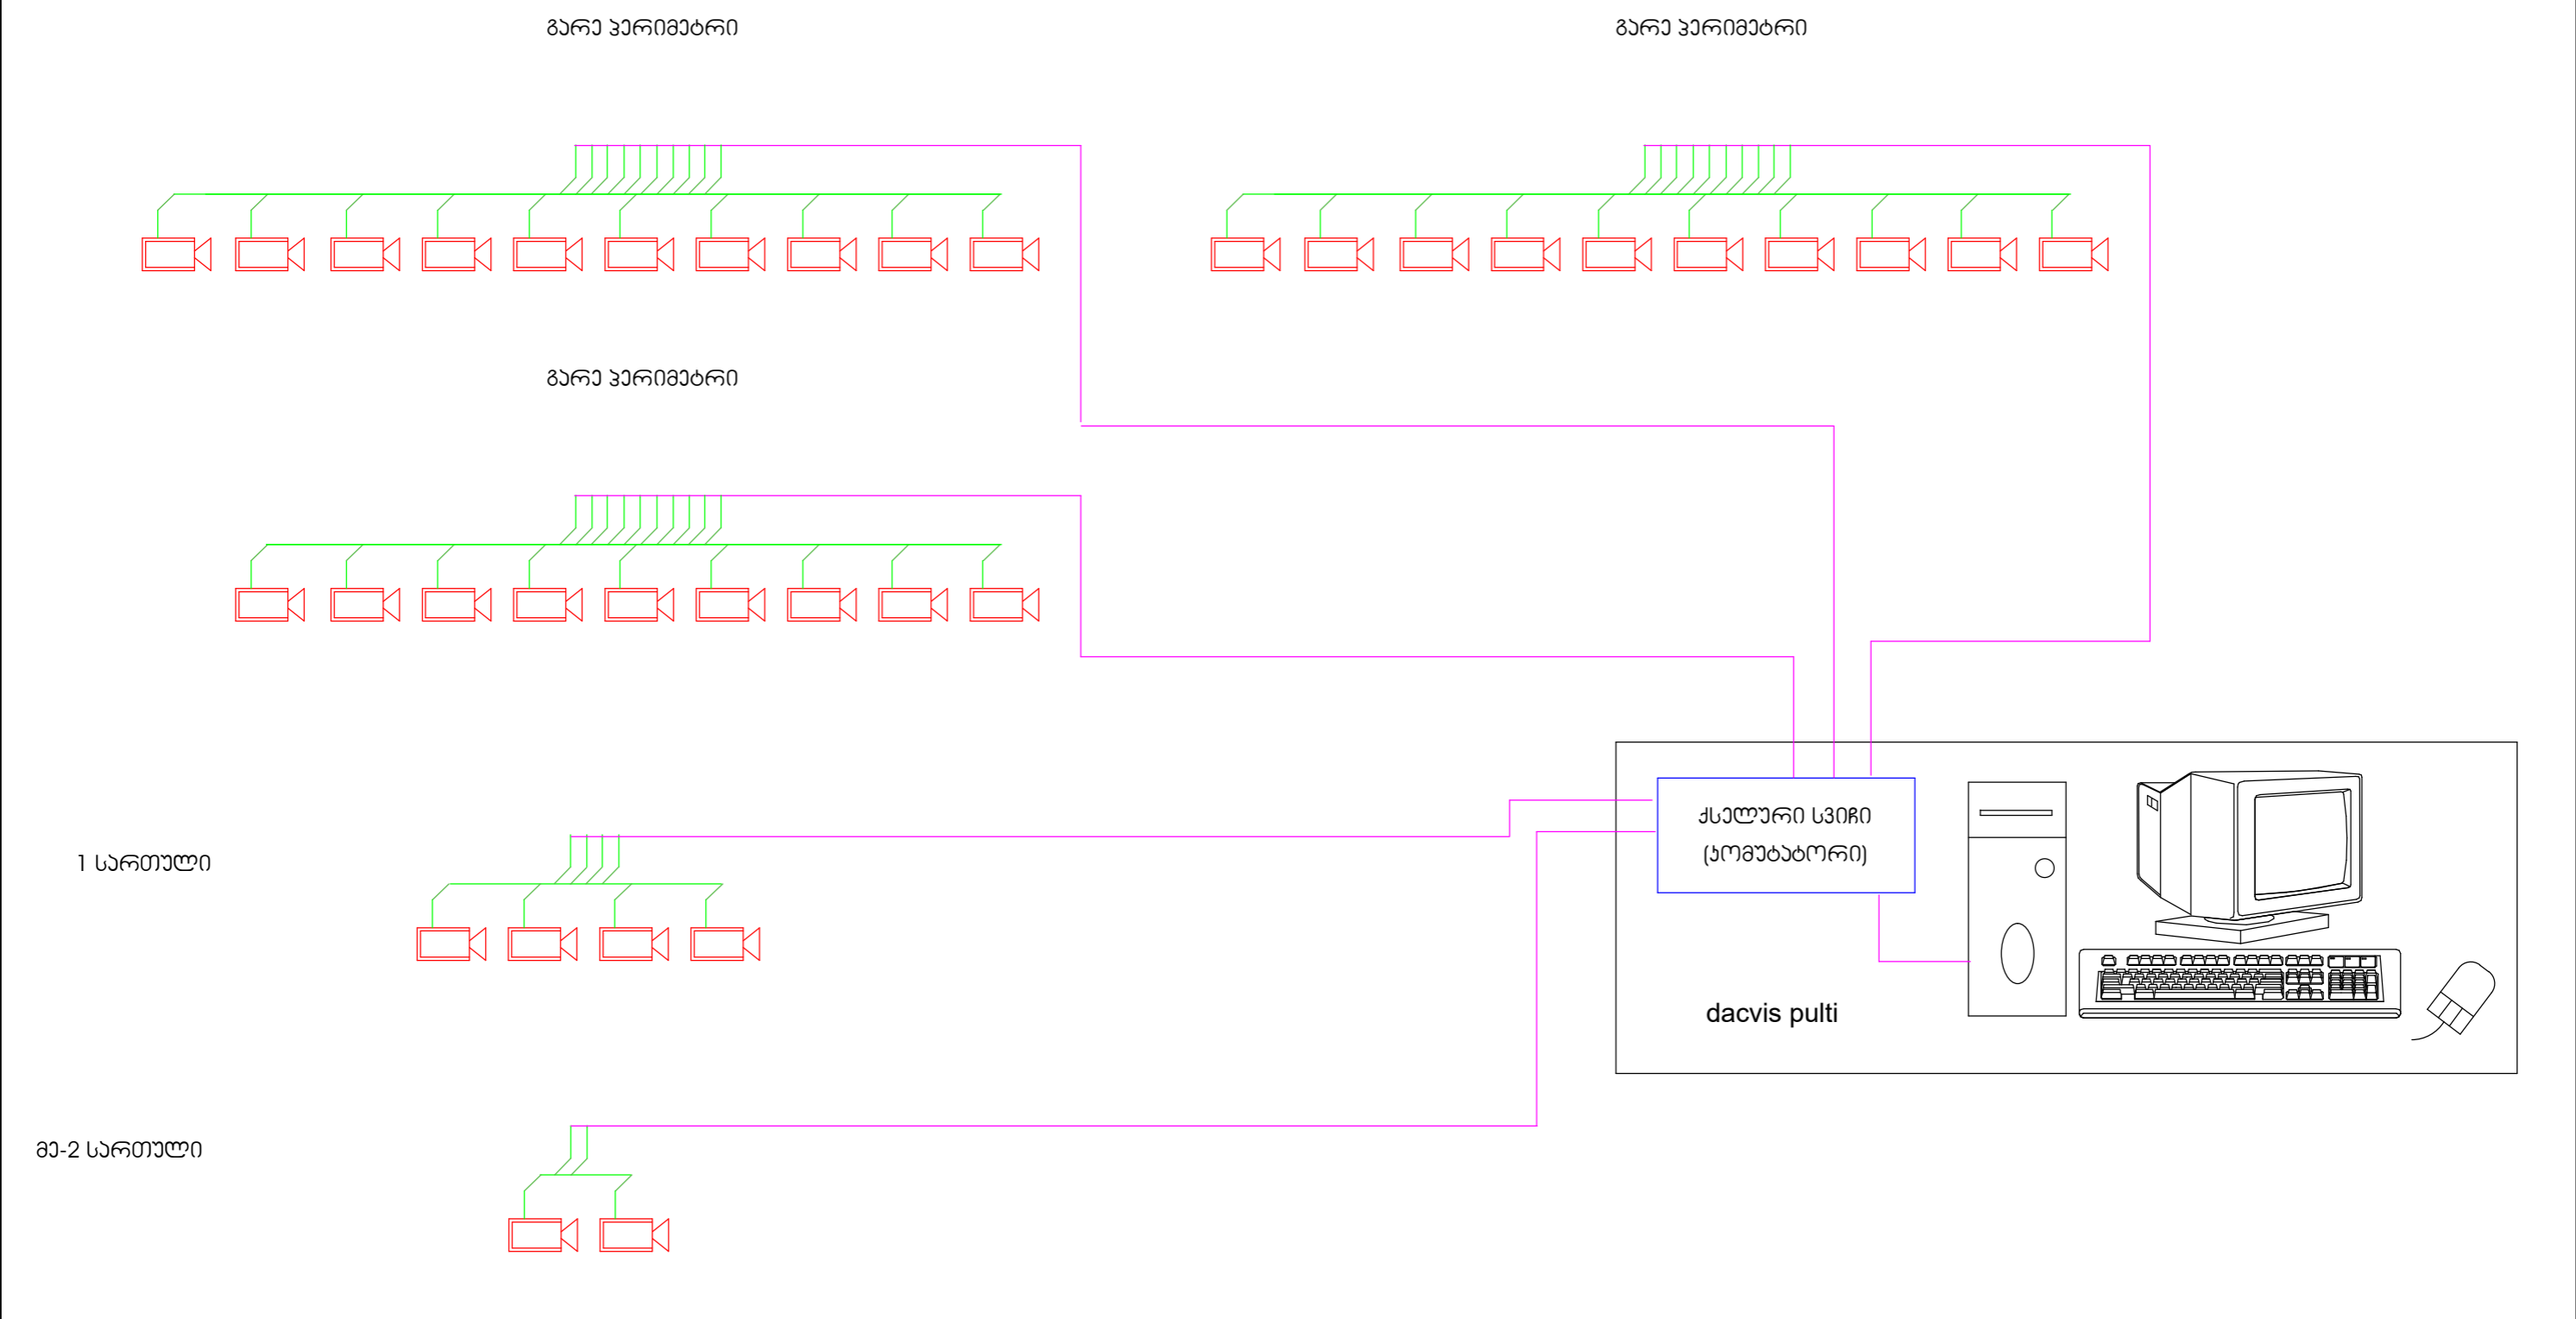 გარე პერიმეტრი
გარე პერიმეტრი
გარე პერიმეტრი
ქსელური სვიჩი
(კომუტატორი)
1 სართული
dacvis pulti
მე-2 სართული